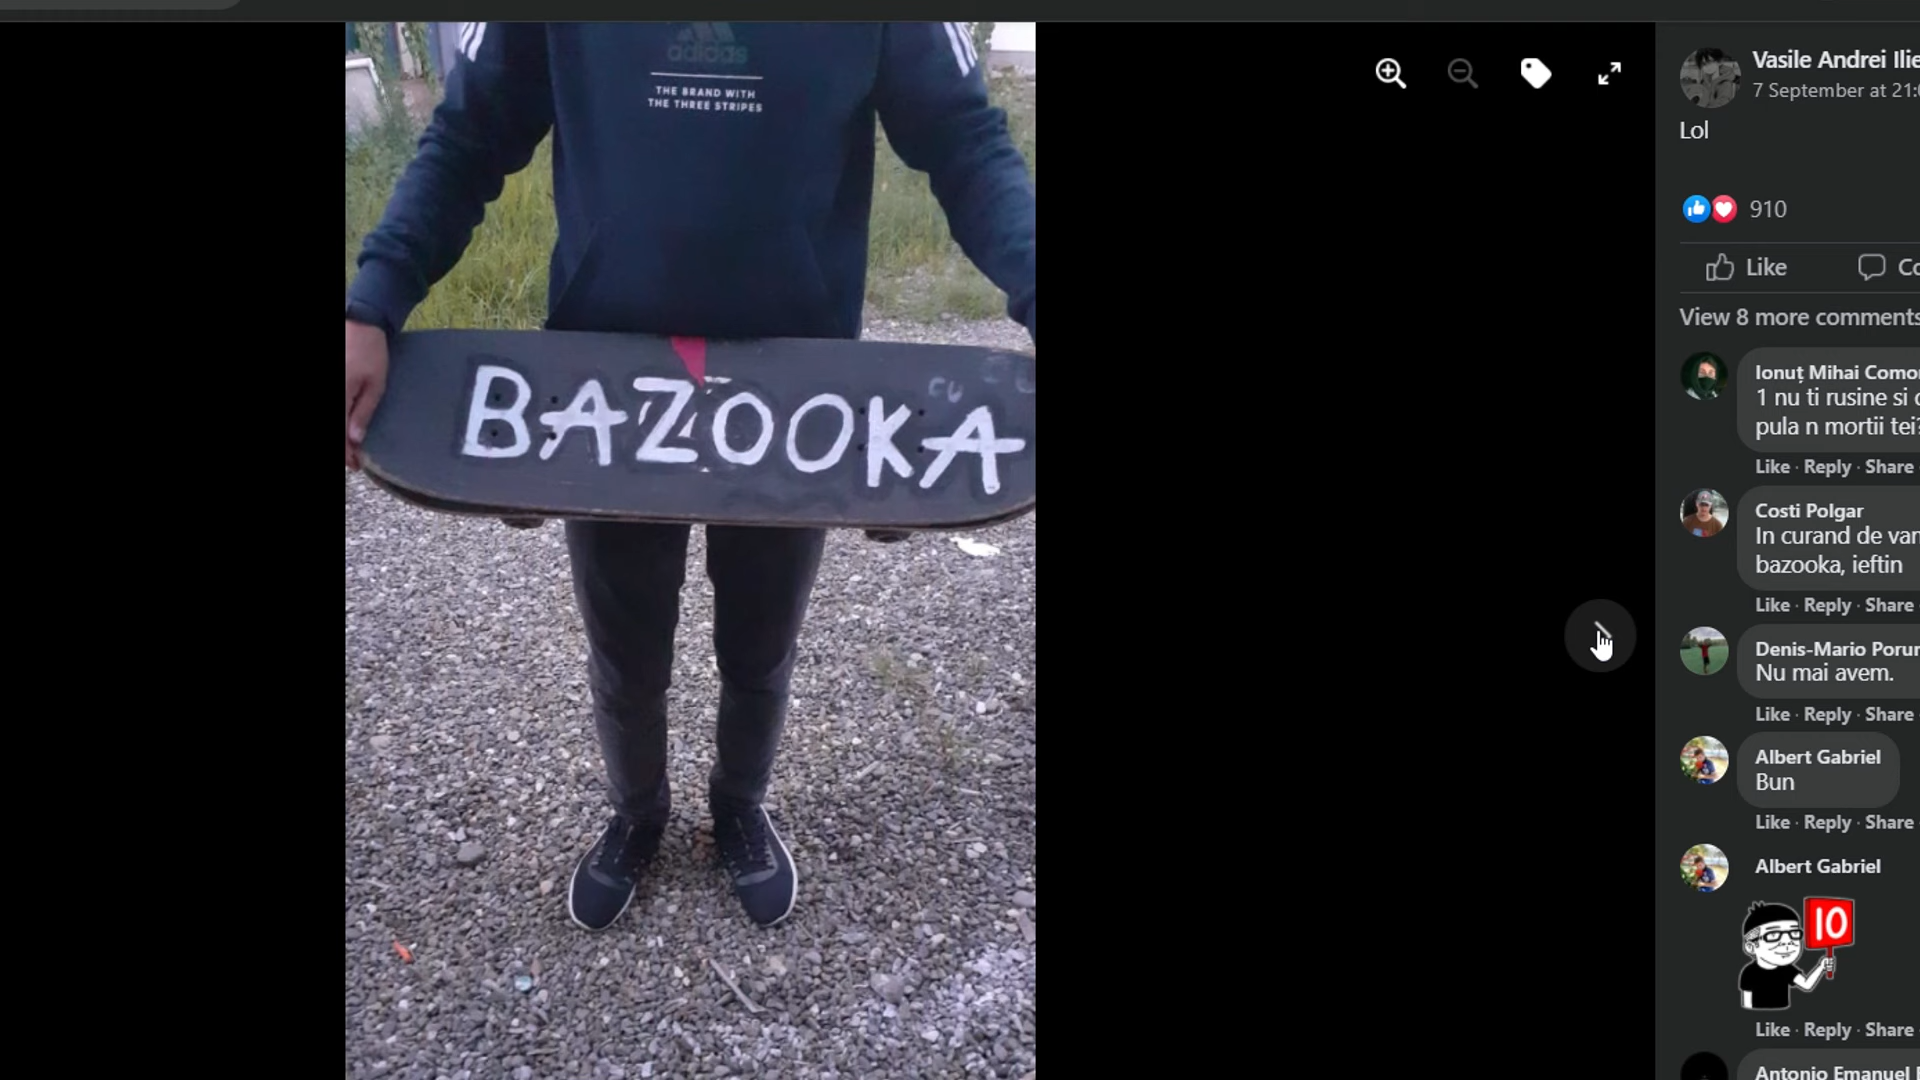 adidas
THE BRAND WITH
THE THREE STRIPES
BAZOOKA
Vasile Andrei Ilie
7 September at 21:0
Lol
910
Like
View 8 more comments
Ionuț Mihai Comor
1 nu ti rusine si
pula n mortii tei?
Like · Reply · Share
Costi Polgar
In curand de van
bazooka, ieftin
Like · Reply · Share
Denis-Mario Porum
Nu mai avem.
Like · Reply · Share
Albert Gabriel
Bun
Like · Reply · Share
Albert Gabriel
10
Like · Reply · Share
Antonio Emanuel